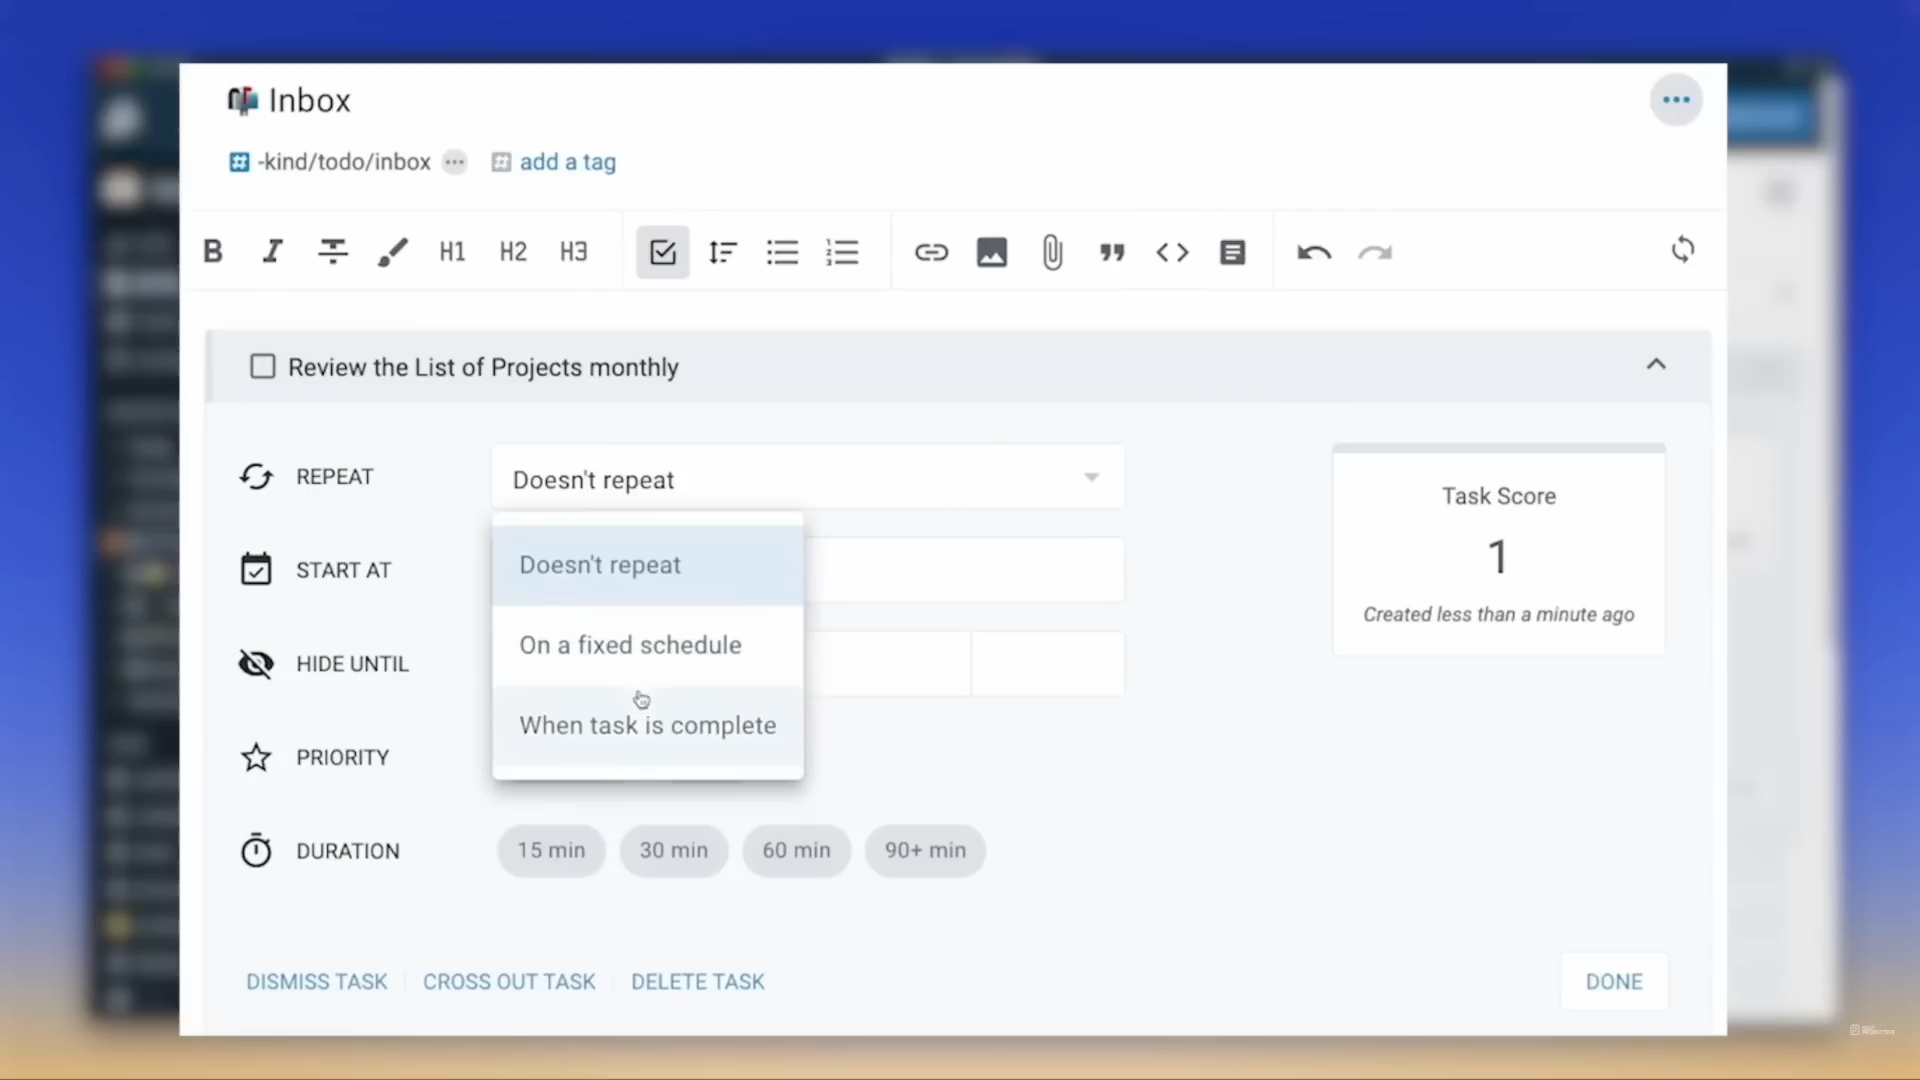 Inbox
-kind/todo/inbox ••• add a tag
B I H1 H2 H3
Review the List of Projects monthly
REPEAT Doesn't repeat
Doesn't repeat
On a fixed schedule
When task is complete
START AT
HIDE UNTIL
PRIORITY
DURATION 15 min 30 min 60 min 90+ min
Task Score
1
Created less than a minute ago
DISMISS TASK CROSS OUT TASK DELETE TASK DONE